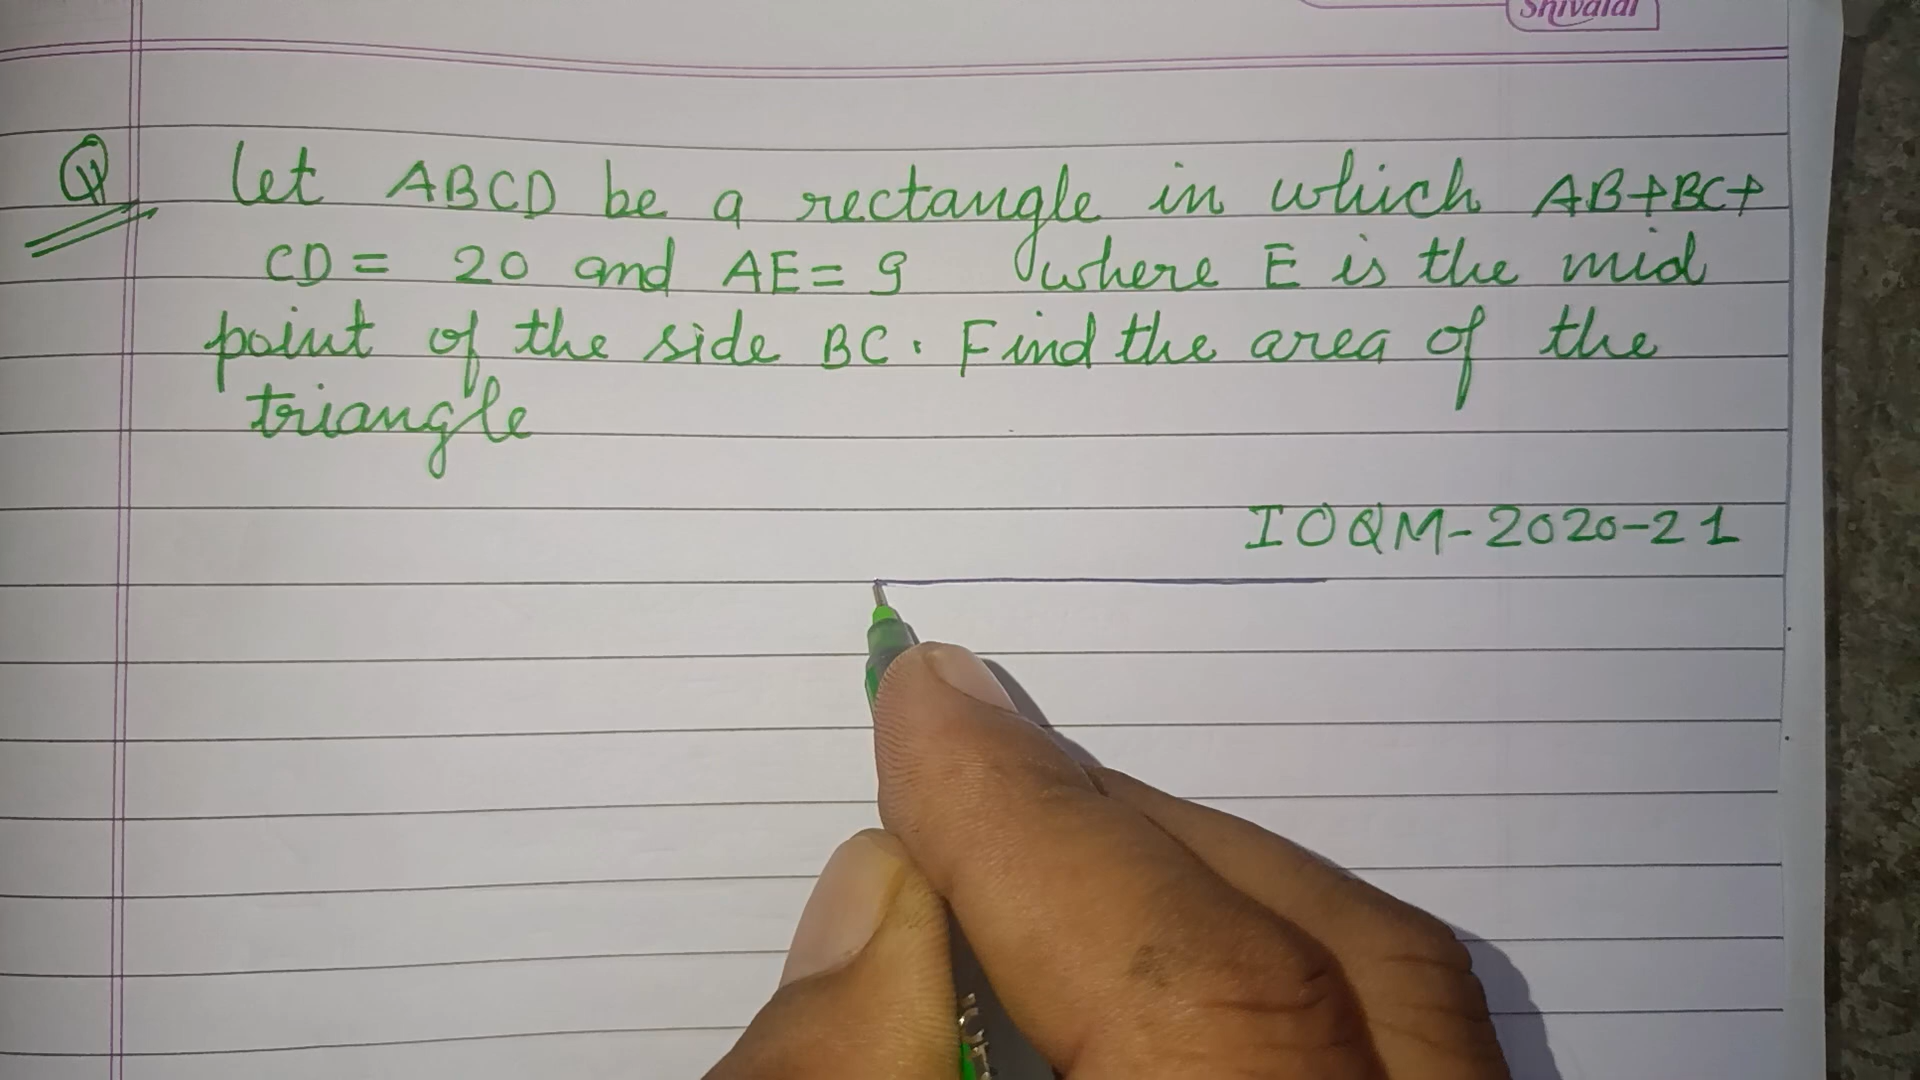 Shivalal
Q Let ABCD be a rectangle in which AB+BC+
CD = 20 and AE = 9 where E is the mid
point of the side BC. Find the area of the
triangle
IOQM-2020-21